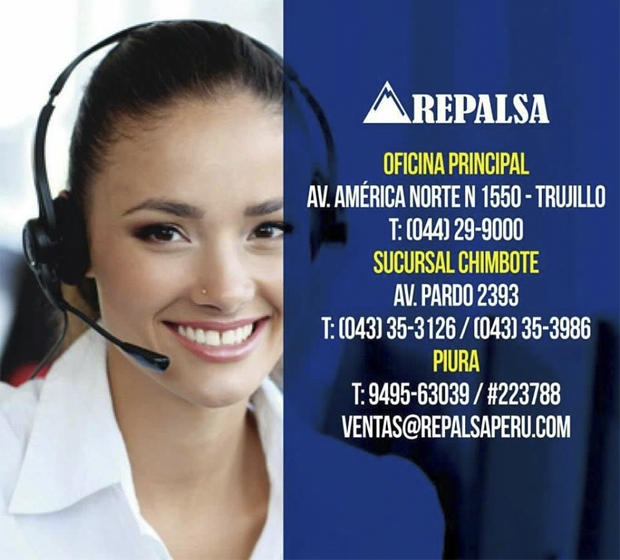 REPALSA
OFICINA PRINCIPAL
AV. AMÉRICA NORTE N 1550 - TRUJILLO
T: (044) 29-9000
SUCURSAL CHIMBOTE
AV. PARDO 2393
T: (043) 35-3126 / (043) 35-3986
PIURA
T: 9495-63039 / #223788
VENTAS@REPALSAPERU.COM